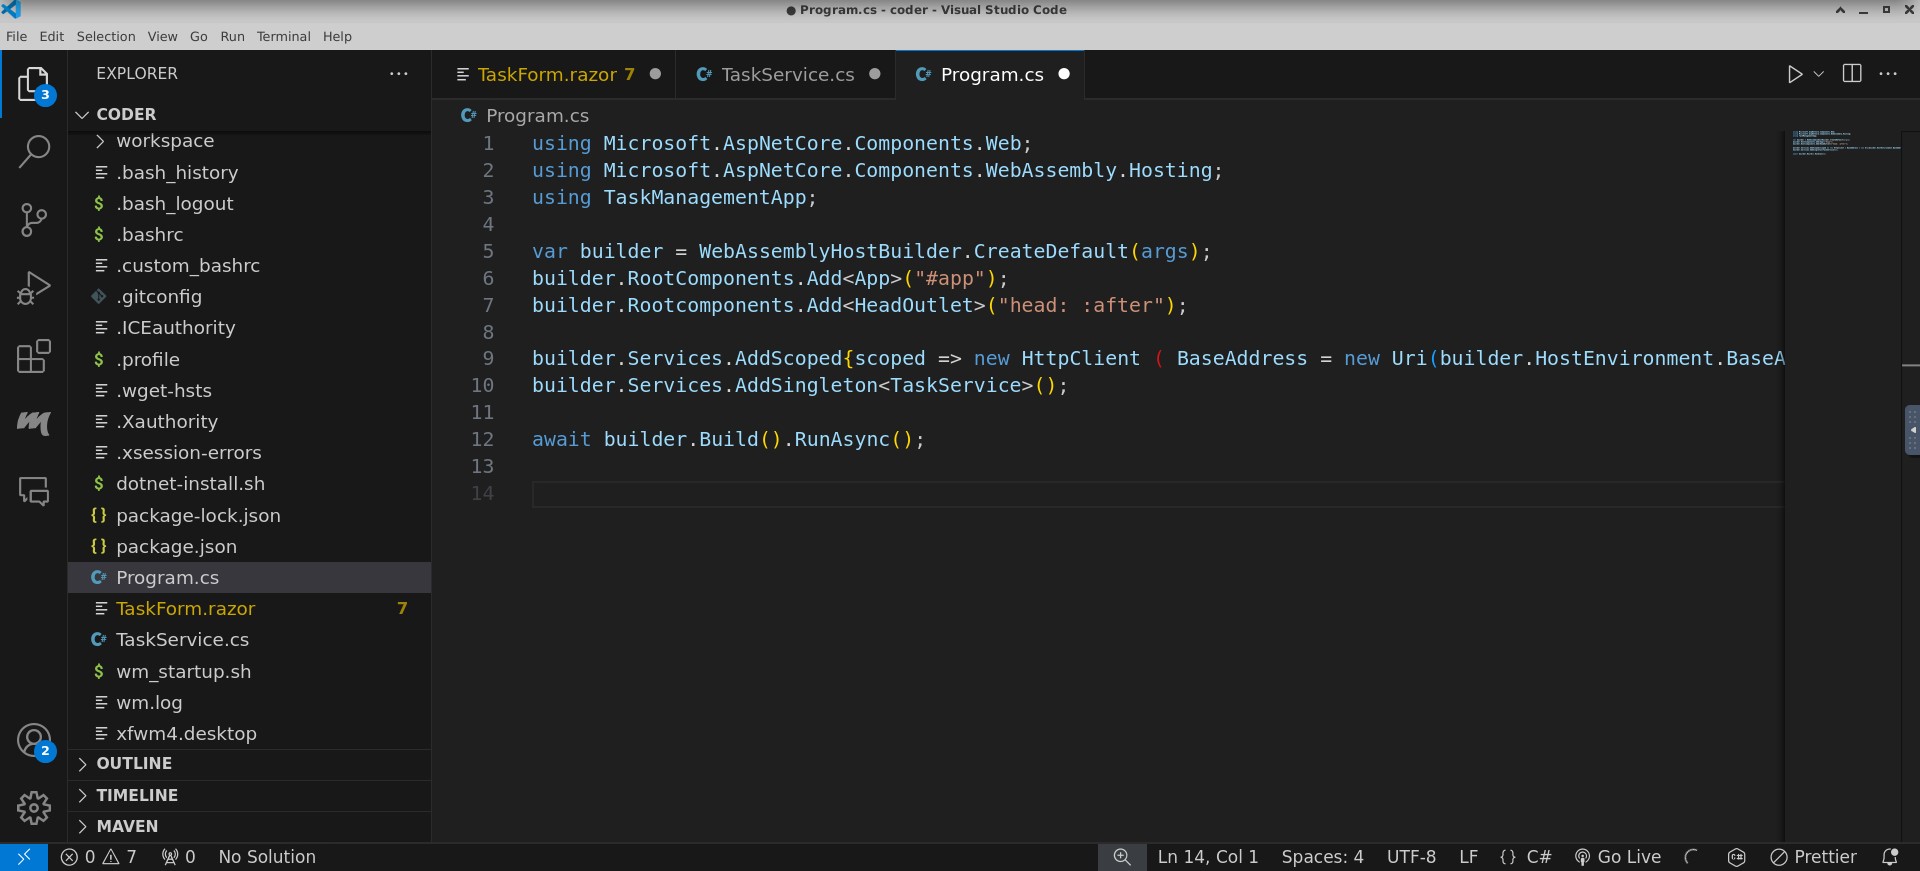 ● Program.cs - coder - Visual Studio Code
File Edit Selection View Go Run Terminal Help
EXPLORER ···
TaskForm.razor 7 TaskService.cs Program.cs
CODER
workspace
.bash_history
.bash_logout
.bashrc
.custom_bashrc
.gitconfig
.ICEauthority
.profile
.wget-hsts
.Xauthority
.xsession-errors
dotnet-install.sh
package-lock.json
package.json
Program.cs
TaskForm.razor 7
TaskService.cs
wm_startup.sh
wm.log
xfwm4.desktop
OUTLINE
TIMELINE
MAVEN
3
2
Program.cs
1 using Microsoft.AspNetCore.Components.Web;
2 using Microsoft.AspNetCore.Components.WebAssembly.Hosting;
3 using TaskManagementApp;
4
5 var builder = WebAssemblyHostBuilder.CreateDefault(args);
6 builder.RootComponents.Add<App>("#app");
7 builder.Rootcomponents.Add<HeadOutlet>("head: :after");
8
9 builder.Services.AddScoped{scoped => new HttpClient ( BaseAddress = new Uri(builder.HostEnvironment.BaseA
10 builder.Services.AddSingleton<TaskService>();
11
12 await builder.Build().RunAsync();
13
14
0 7 0 No Solution Ln 14, Col 1 Spaces: 4 UTF-8 LF {} C# Go Live Prettier